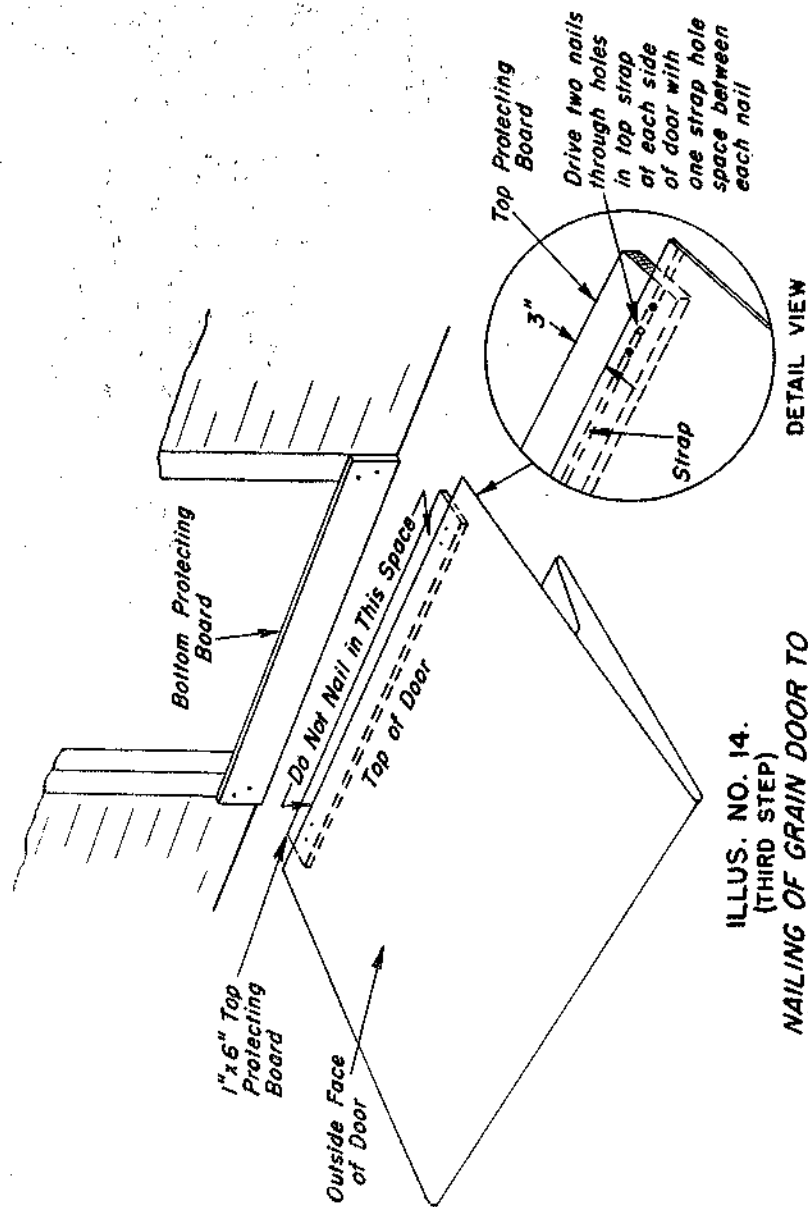 Bottom Protecting
Board
1"x6" Top
Protecting
Board
Do Not Nail in This Space
Top of Door
Outside Face
of Door
Top Protecting
Board
3"
Drive two nails
through holes
in top strap
at each side
of door with
one strap hole
space between
each nail
Strap
DETAIL VIEW
ILLUS. NO. 14.
(THIRD STEP)
NAILING OF GRAIN DOOR TO